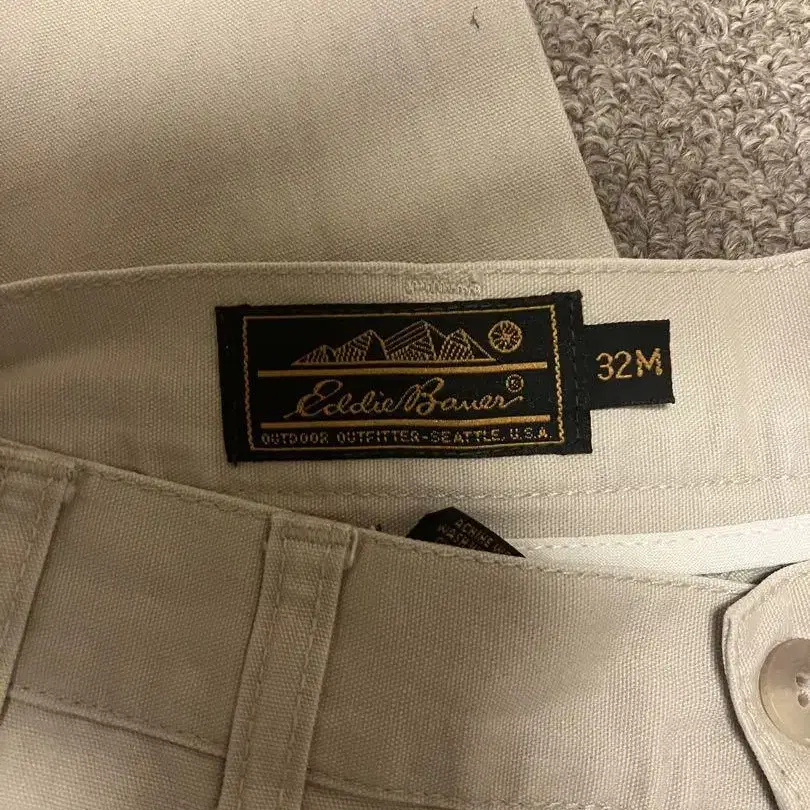 Eddie Bauer®
OUTDOOR OUTFITTER-SEATTLE, U.S.A.
32M